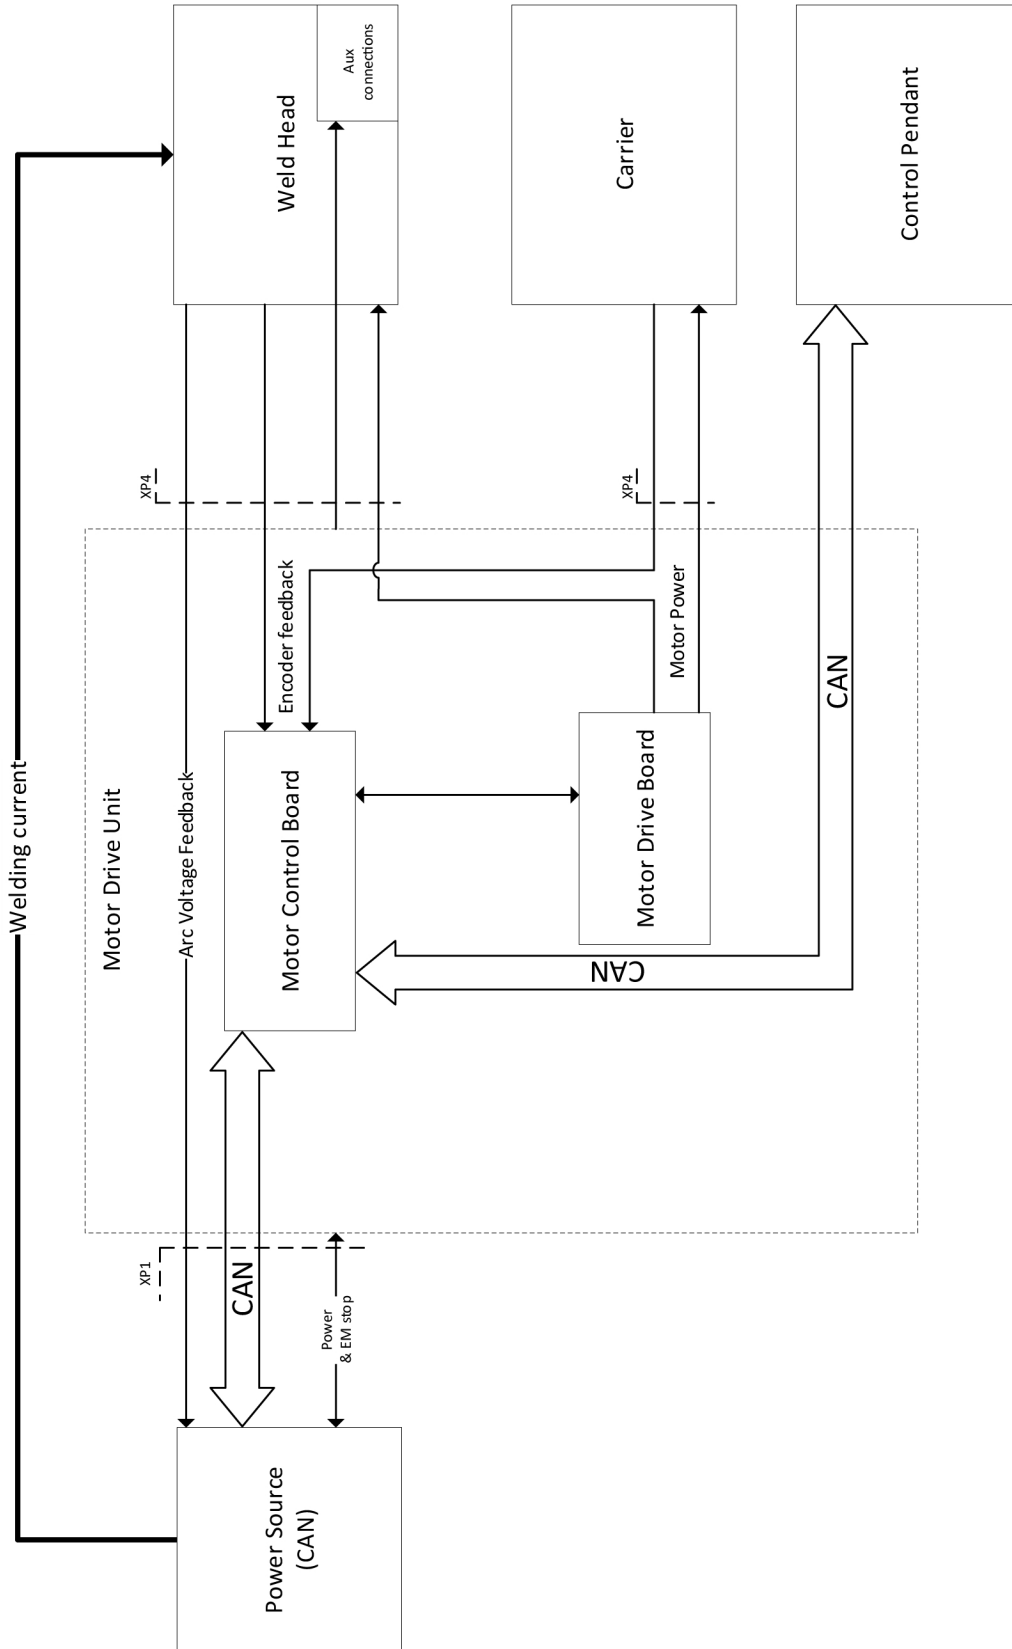 Welding current
Motor Drive Unit
Arc Voltage Feedback
Power Source
(CAN)
XP1
CAN
Power
& EM stop
Motor Control Board
Encoder feedback
CAN
Motor Drive Board
Motor Power
CAN
XP4
XP4
Weld Head
Aux
connections
Carrier
Control Pendant